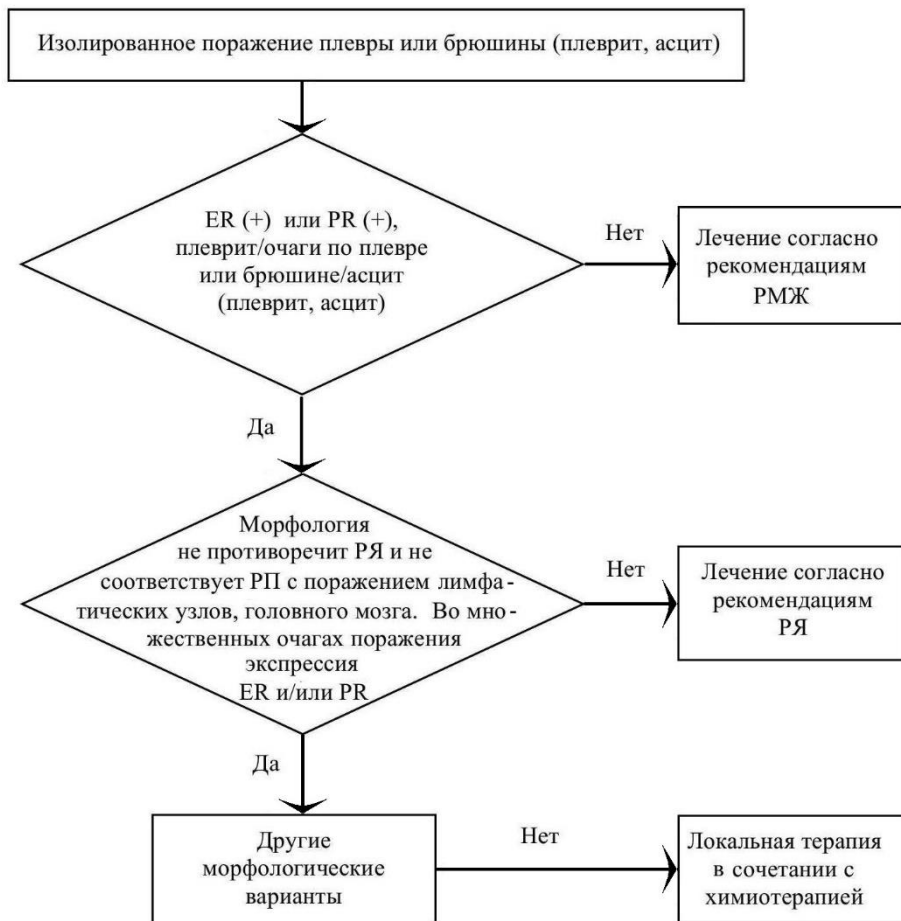 Изолированное поражение плевры или брюшины (плеврит, асцит)
ER (+) или PR (+),
плеврит/очаги по плевре
или брюшине/асцит
(плеврит, асцит)
Нет
Лечение согласно
рекомендациям
РМЖ
Да
Морфология
не противоречит РЯ и не
соответствует РП с поражением лимфа-
тических узлов, головного мозга. Во мно-
жественных очагах поражения
экспрессия
ER и/или PR
Нет
Лечение согласно
рекомендациям
РЯ
Да
Другие
морфологические
варианты
Нет
Локальная терапия
в сочетании с
химиотерапией